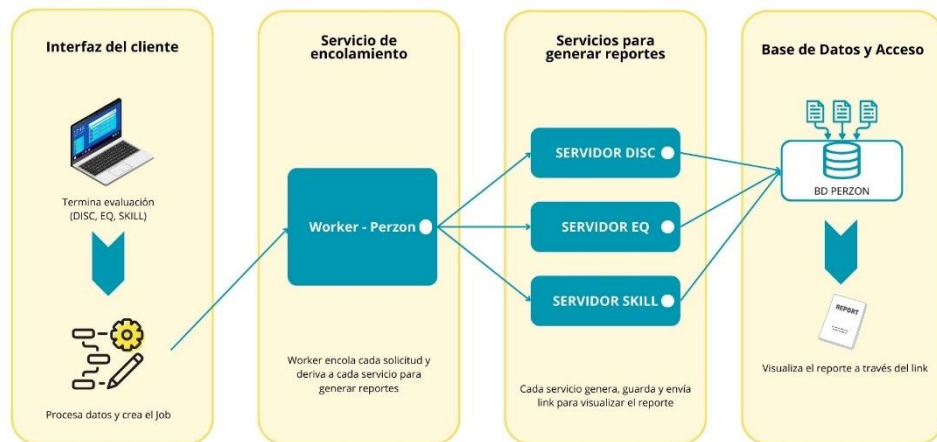 Interfaz del cliente
Termina evaluación
(DISC, EQ, SKILL)
Procesa datos y crea el Job
Servicio de
encolamiento
Worker - Perzon
Worker encola cada solicitud y
deriva a cada servicio para
generar reportes
Servicios para
generar reportes
SERVIDOR DISC
SERVIDOR EQ
SERVIDOR SKILL
Cada servicio genera, guarda y envía
link para visualizar el reporte
Base de Datos y Acceso
BD PERZON
REPORT
Visualiza el reporte a través del link